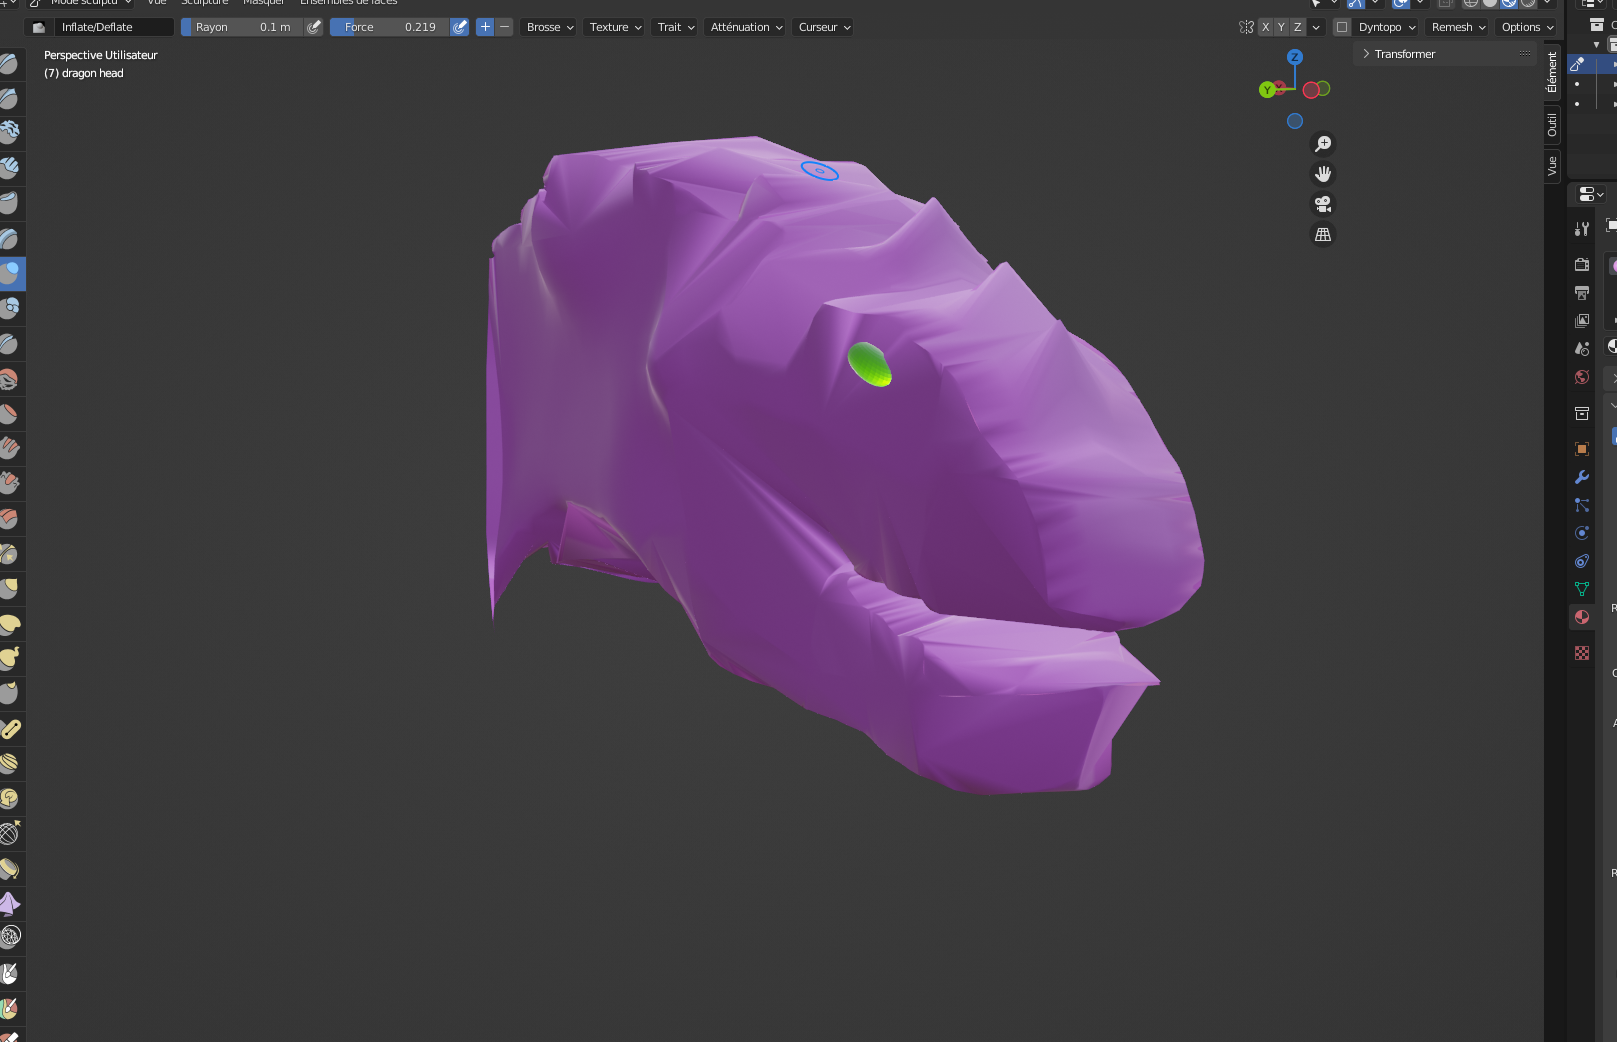 Mode sculptu Vue Sculpture Masquer Ensembles de faces
Inflate/Deflate Rayon 0.1 m Force 0.219 Brosse Texture Trait Atténuation Curseur X Y Z Dyntopo Remesh Options
Perspective Utilisateur
(7) dragon head
Transformer
Z
Y
Élément
Outil
Vue